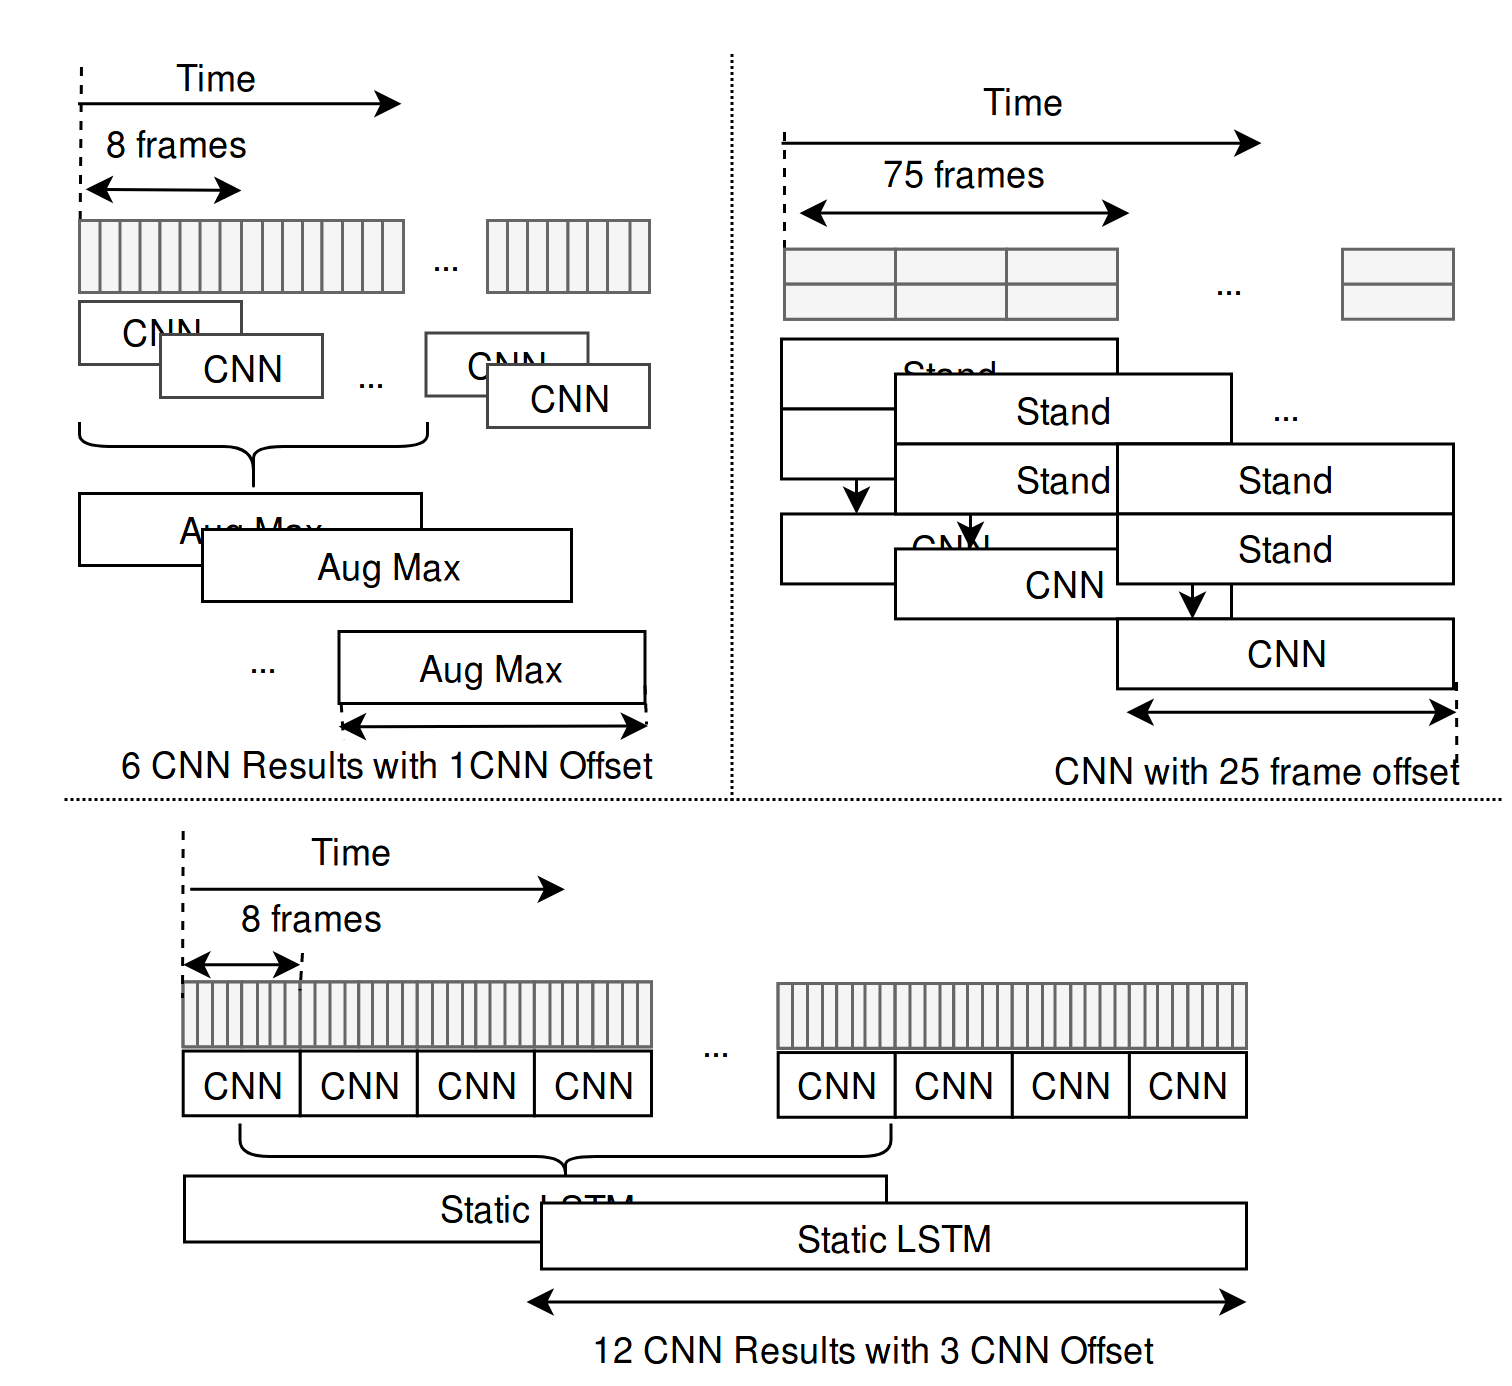 Time
8 frames
...
CNN
CNN
...
CNN
CNN
Aug Max
Aug Max
...
Aug Max
6 CNN Results with 1CNN Offset
Time
75 frames
...
Stand
Stand
...
Stand
Stand
Stand
CNN
CNN
CNN
CNN with 25 frame offset
Time
8 frames
...
CNN CNN CNN CNN CNN CNN CNN CNN
Static LSTM
Static LSTM
12 CNN Results with 3 CNN Offset